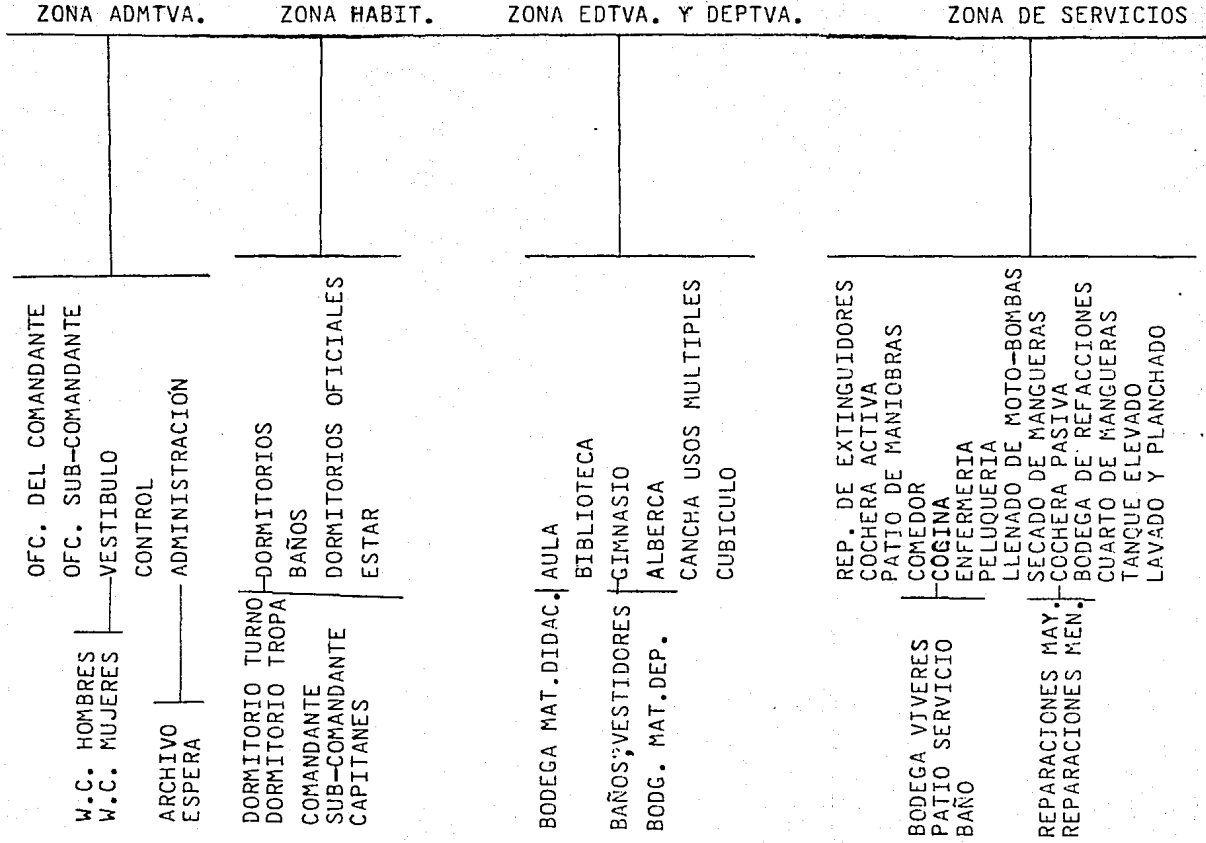 ZONA ADMTVA.
ZONA HABIT.
ZONA EDTVA. Y DEPTVA.
ZONA DE SERVICIOS
OFC. DEL COMANDANTE
OFC. SUB-COMANDANTE
VESTIBULO
CONTROL
ADMINISTRACIÓN
W.C. HOMBRES
W.C. MUJERES
ARCHIVO
ESPERA
DORMITORIOS
BAÑOS
DORMITORIOS OFICIALES
ESTAR
DORMITORIO TURNO
DORMITORIO TROPA
COMANDANTE
SUB-COMANDANTE
CAPITANES
AULA
BIBLIOTECA
GIMNASIO
ALBERCA
CANCHA USOS MULTIPLES
CUBICULO
BODEGA MAT.DIDAC.
BAÑOS,VESTIDORES
BODG. MAT.DEP.
REP. DE EXTINGUIDORES
COCHERA ACTIVA
PATIO DE MANIOBRAS
COMEDOR
COCINA
ENFERMERIA
PELUQUERIA
LLENADO DE MOTO-BOMBAS
SECADO DE MANGUERAS
COCHERA PASIVA
BODEGA DE REFACCIONES
CUARTO DE MANGUERAS
TANQUE ELEVADO
LAVADO Y PLANCHADO
BODEGA VIVERES
PATIO SERVICIO
BAÑO
REPARACIONES MAY.
REPARACIONES MEN.